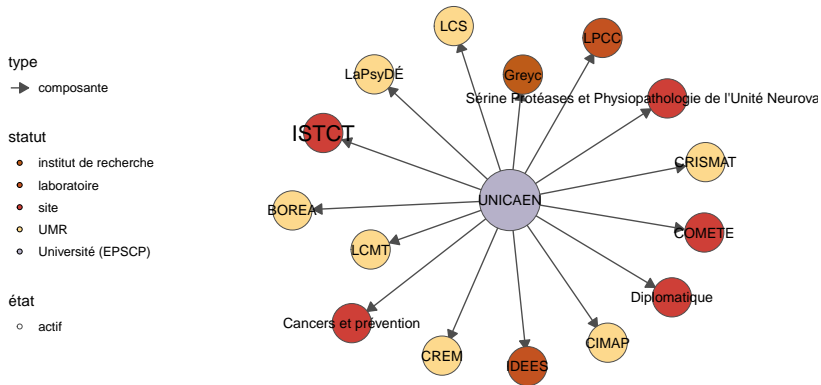 type
composante
statut
institut de recherche
laboratoire
site
UMR
Université (EPSCP)
état
actif
LCS
LPCC
LaPsyDÉ
Greyc
Sérine Protéases et Physiopathologie de l'Unité Neurova
ISTCT
CRISMAT
UNICAEN
BOREA
COMETE
LCMT
Diplomatique
Cancers et prévention
CREM
IDEES
CIMAP